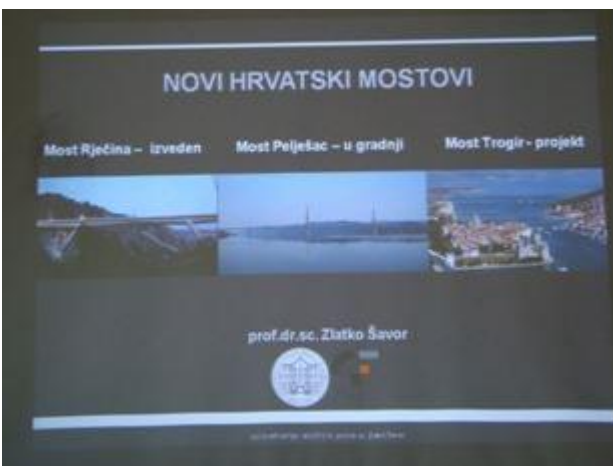 NOVI HRVATSKI MOSTOVI
Most Rječina – izveden
Most Pelješac – u gradnji
Most Trogir - projekt
prof.dr.sc. Zlatko Šavor